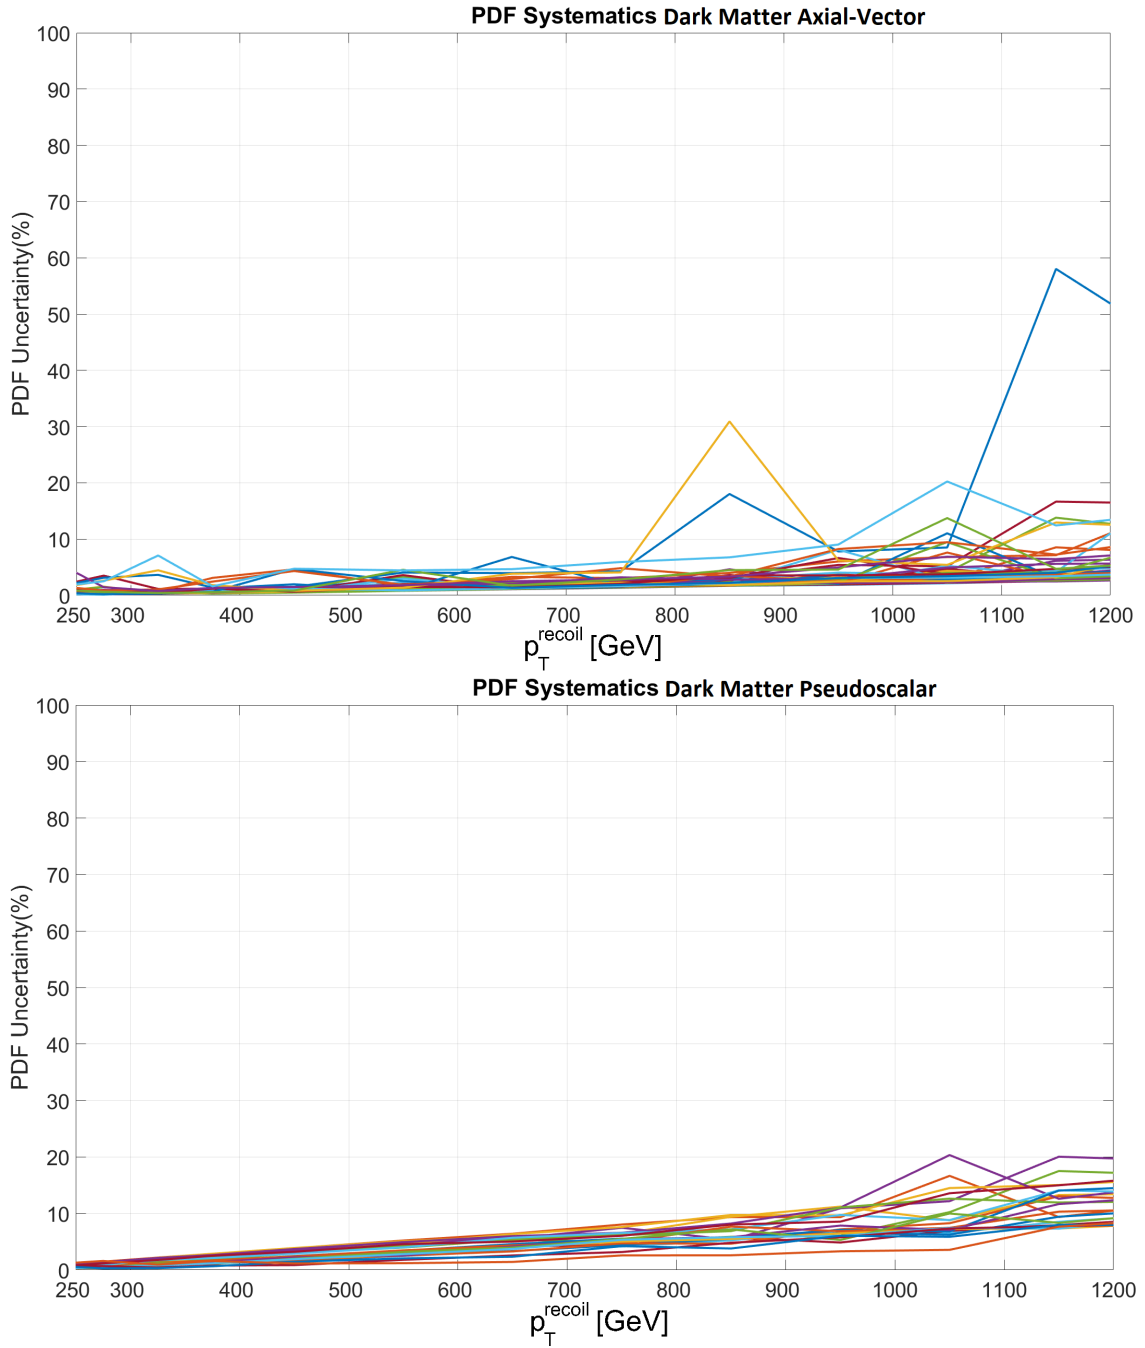 PDF Systematics Dark Matter Axial-Vector
100
90
80
70
60
50
40
30
20
10
0
PDF Uncertainty(%)
250 300 400 500 600 700 800 900 1000 1100 1200
p_T^recoil [GeV]
PDF Systematics Dark Matter Pseudoscalar
100
90
80
70
60
50
40
30
20
10
0
PDF Uncertainty(%)
250 300 400 500 600 700 800 900 1000 1100 1200
p_T^recoil [GeV]